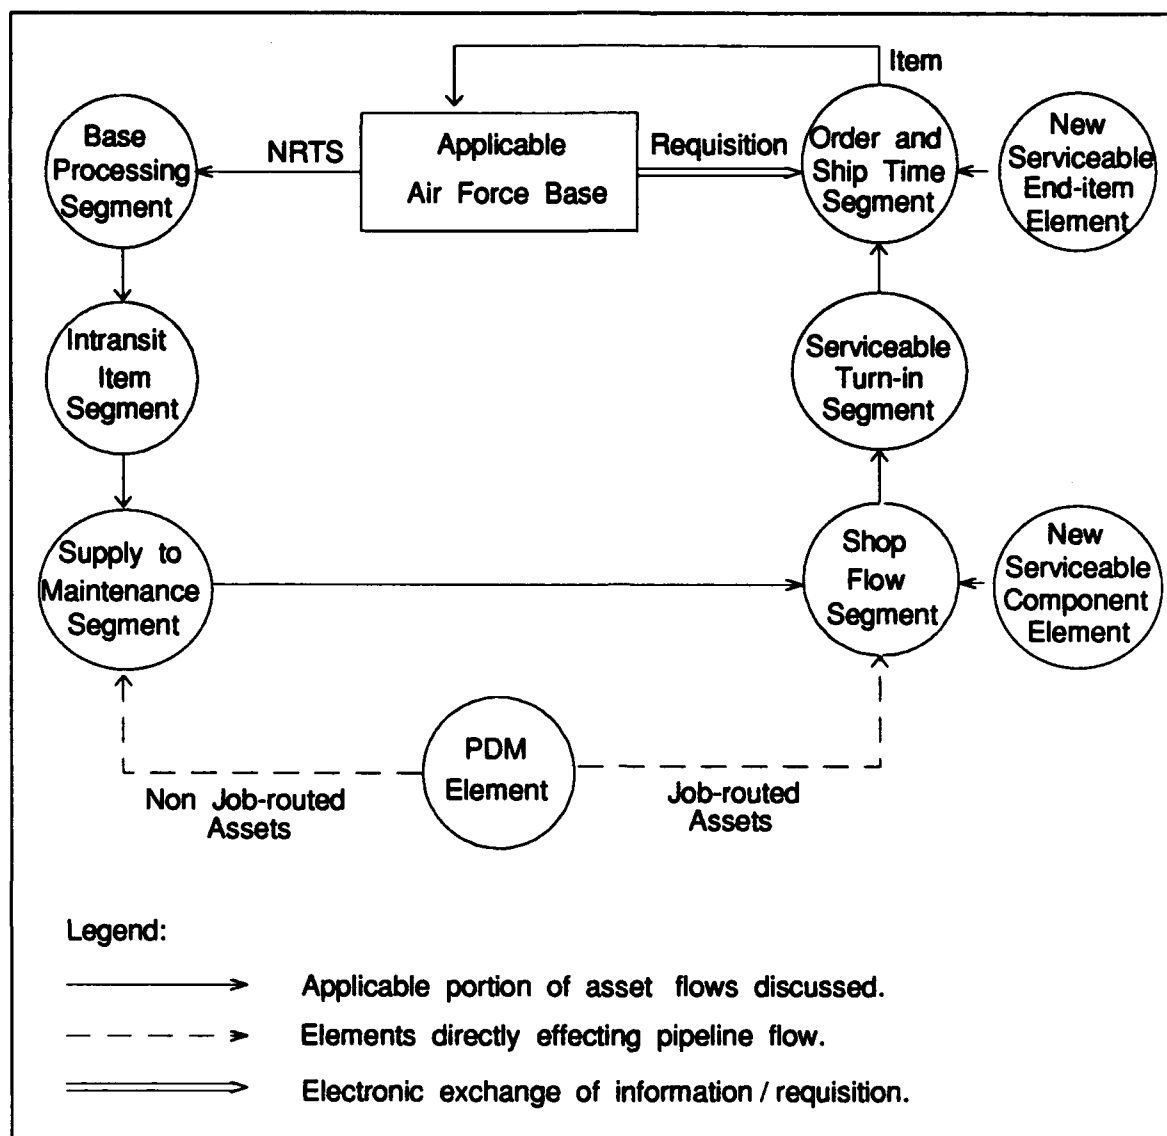 Item
Base
Processing
Segment
NRTS
Applicable
Air Force Base
Requisition
Order and
Ship Time
Segment
New
Serviceable
End-item
Element
Intransit
Item
Segment
Serviceable
Turn-in
Segment
Supply to
Maintenance
Segment
Shop
Flow
Segment
New
Serviceable
Component
Element
PDM
Element
Non Job-routed
Assets
Job-routed
Assets
Legend:
Applicable portion of asset flows discussed.
Elements directly effecting pipeline flow.
Electronic exchange of information / requisition.